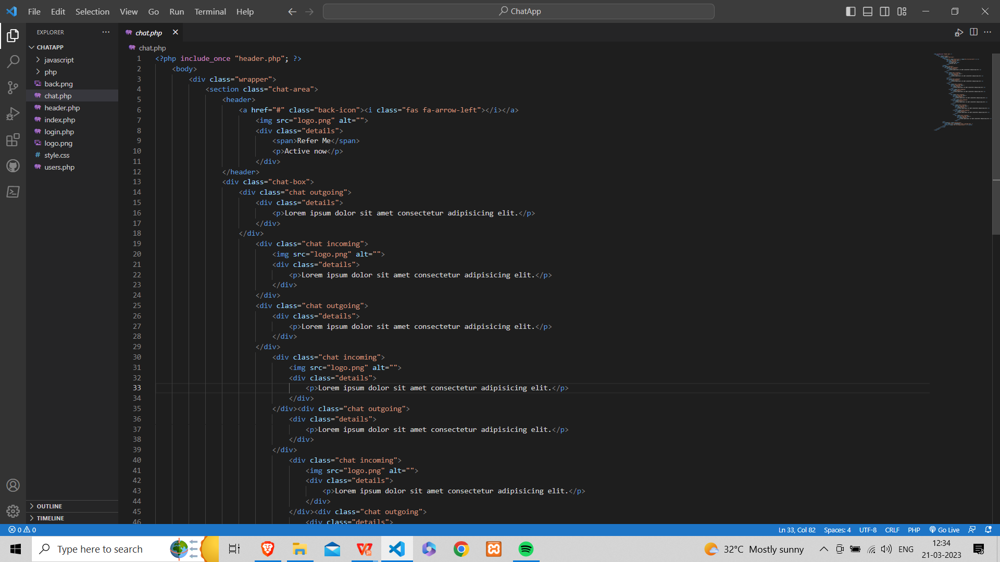 File Edit Selection View Go Run Terminal Help
ChatApp
EXPLORER
chat.php
CHATAPP
javascript
php
back.png
chat.php
header.php
index.php
login.php
logo.png
style.css
users.php
OUTLINE
TIMELINE
chat.php
1 <?php include_once "header.php"; ?>
2 <body>
3 <div class="wrapper">
4 <section class="chat-area">
5 <header>
6 <a href="#" class="back-icon"><i class="fas fa-arrow-left"></i></a>
7 <img src="logo.png" alt="">
8 <div class="details">
9 <span>Refer Me</span>
10 <p>Active now</p>
11 </div>
12 </header>
13 <div class="chat-box">
14 <div class="chat outgoing">
15 <div class="details">
16 <p>Lorem ipsum dolor sit amet consectetur adipisicing elit.</p>
17 </div>
18 </div>
19 <div class="chat incoming">
20 <img src="logo.png" alt="">
21 <div class="details">
22 <p>Lorem ipsum dolor sit amet consectetur adipisicing elit.</p>
23 </div>
24 </div>
25 <div class="chat outgoing">
26 <div class="details">
27 <p>Lorem ipsum dolor sit amet consectetur adipisicing elit.</p>
28 </div>
29 </div>
30 <div class="chat incoming">
31 <img src="logo.png" alt="">
32 <div class="details">
33 <p>Lorem ipsum dolor sit amet consectetur adipisicing elit.</p>
34 </div>
35 </div><div class="chat outgoing">
36 <div class="details">
37 <p>Lorem ipsum dolor sit amet consectetur adipisicing elit.</p>
38 </div>
39 </div>
40 <div class="chat incoming">
41 <img src="logo.png" alt="">
42 <div class="details">
43 <p>Lorem ipsum dolor sit amet consectetur adipisicing elit.</p>
44 </div>
45 </div><div class="chat outgoing">
46 <div class="details">
0 0
Ln 33, Col 82 Spaces: 4 UTF-8 CRLF PHP Go Live
Type here to search
32°C Mostly sunny
ENG
12:34
21-03-2023